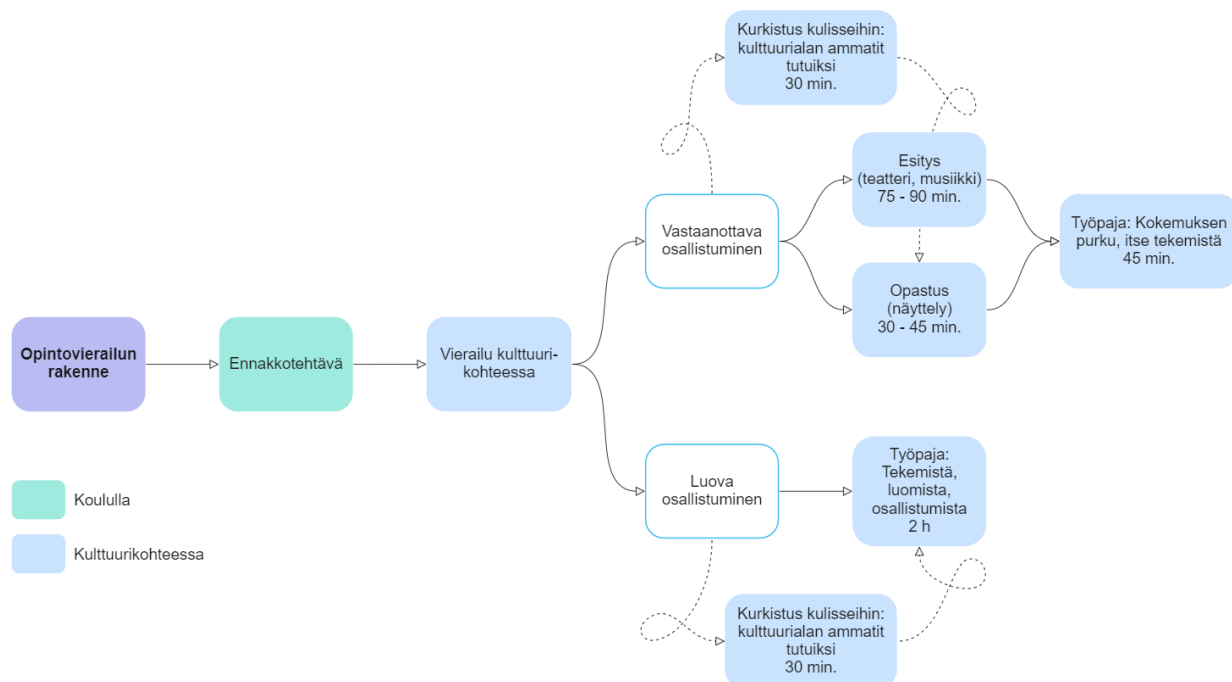 Kurkistus kulisseihin:
kulttuurialan ammatit
tutuiksi
30 min.
Esitys
(teatteri, musiikki)
75 - 90 min.
Vastaanottava
osallistuminen
Työpaja: Kokemuksen
purku, itse tekemistä
45 min.
Opastus
(näyttely)
30 - 45 min.
Opintovierailun
rakenne
Ennakkotehtävä
Vierailu kulttuuri-
kohteessa
Luova
osallistuminen
Työpaja:
Tekemistä,
luomista,
osallistumista
2 h
Koululla
Kulttuurikohteessa
Kurkistus kulisseihin:
kulttuurialan ammatit
tutuiksi
30 min.